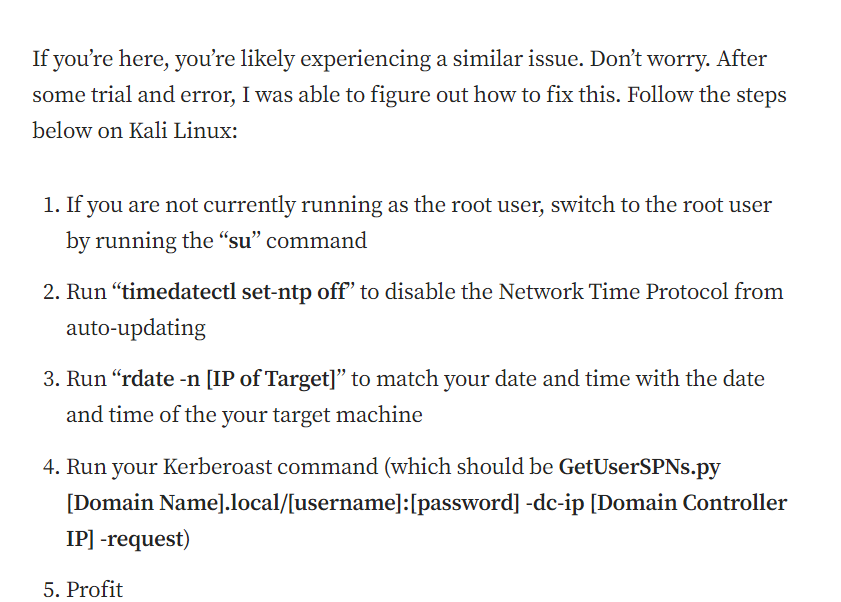 If you’re here, you’re likely experiencing a similar issue. Don’t worry. After
some trial and error, I was able to figure out how to fix this. Follow the steps
below on Kali Linux:
1. If you are not currently running as the root user, switch to the root user
by running the “su” command
2. Run “timedatectl set-ntp off” to disable the Network Time Protocol from
auto-updating
3. Run “rdate -n [IP of Target]” to match your date and time with the date
and time of the your target machine
4. Run your Kerberoast command (which should be GetUserSPNs.py
[Domain Name].local/[username]:[password] -dc-ip [Domain Controller
IP] -request)
5. Profit